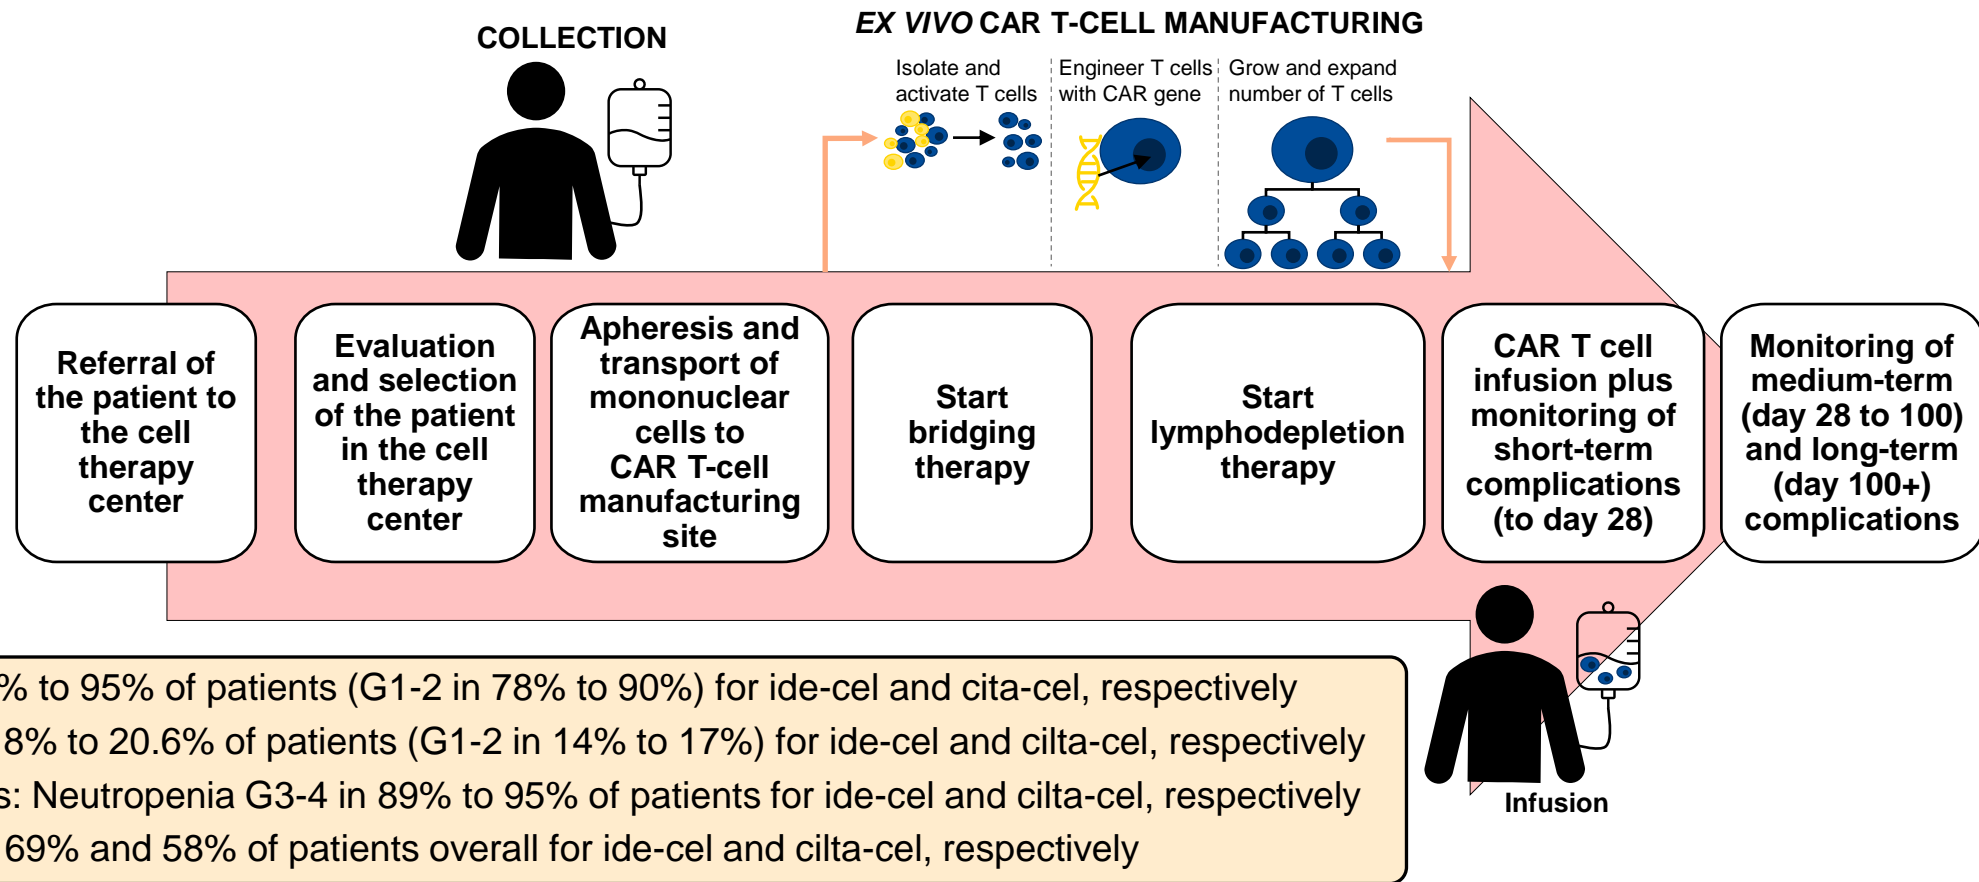 COLLECTION
EX VIVO CAR T-CELL MANUFACTURING
Isolate and
activate T cells
Engineer T cells
with CAR gene
Grow and expand
number of T cells
Referral of
the patient to
the cell
therapy
center
Evaluation
and selection
of the patient
in the cell
therapy
center
Apheresis and
transport of
mononuclear
cells to
CAR T-cell
manufacturing
site
Start
bridging
therapy
Start
lymphodepletion
therapy
CAR T cell
infusion plus
monitoring of
short-term
complications
(to day 28)
Monitoring of
medium-term
(day 28 to 100)
and long-term
(day 100+)
complications
% to 95% of patients (G1-2 in 78% to 90%) for ide-cel and cita-cel, respectively
8% to 20.6% of patients (G1-2 in 14% to 17%) for ide-cel and cilta-cel, respectively
s: Neutropenia G3-4 in 89% to 95% of patients for ide-cel and cilta-cel, respectively
69% and 58% of patients overall for ide-cel and cilta-cel, respectively
Infusion